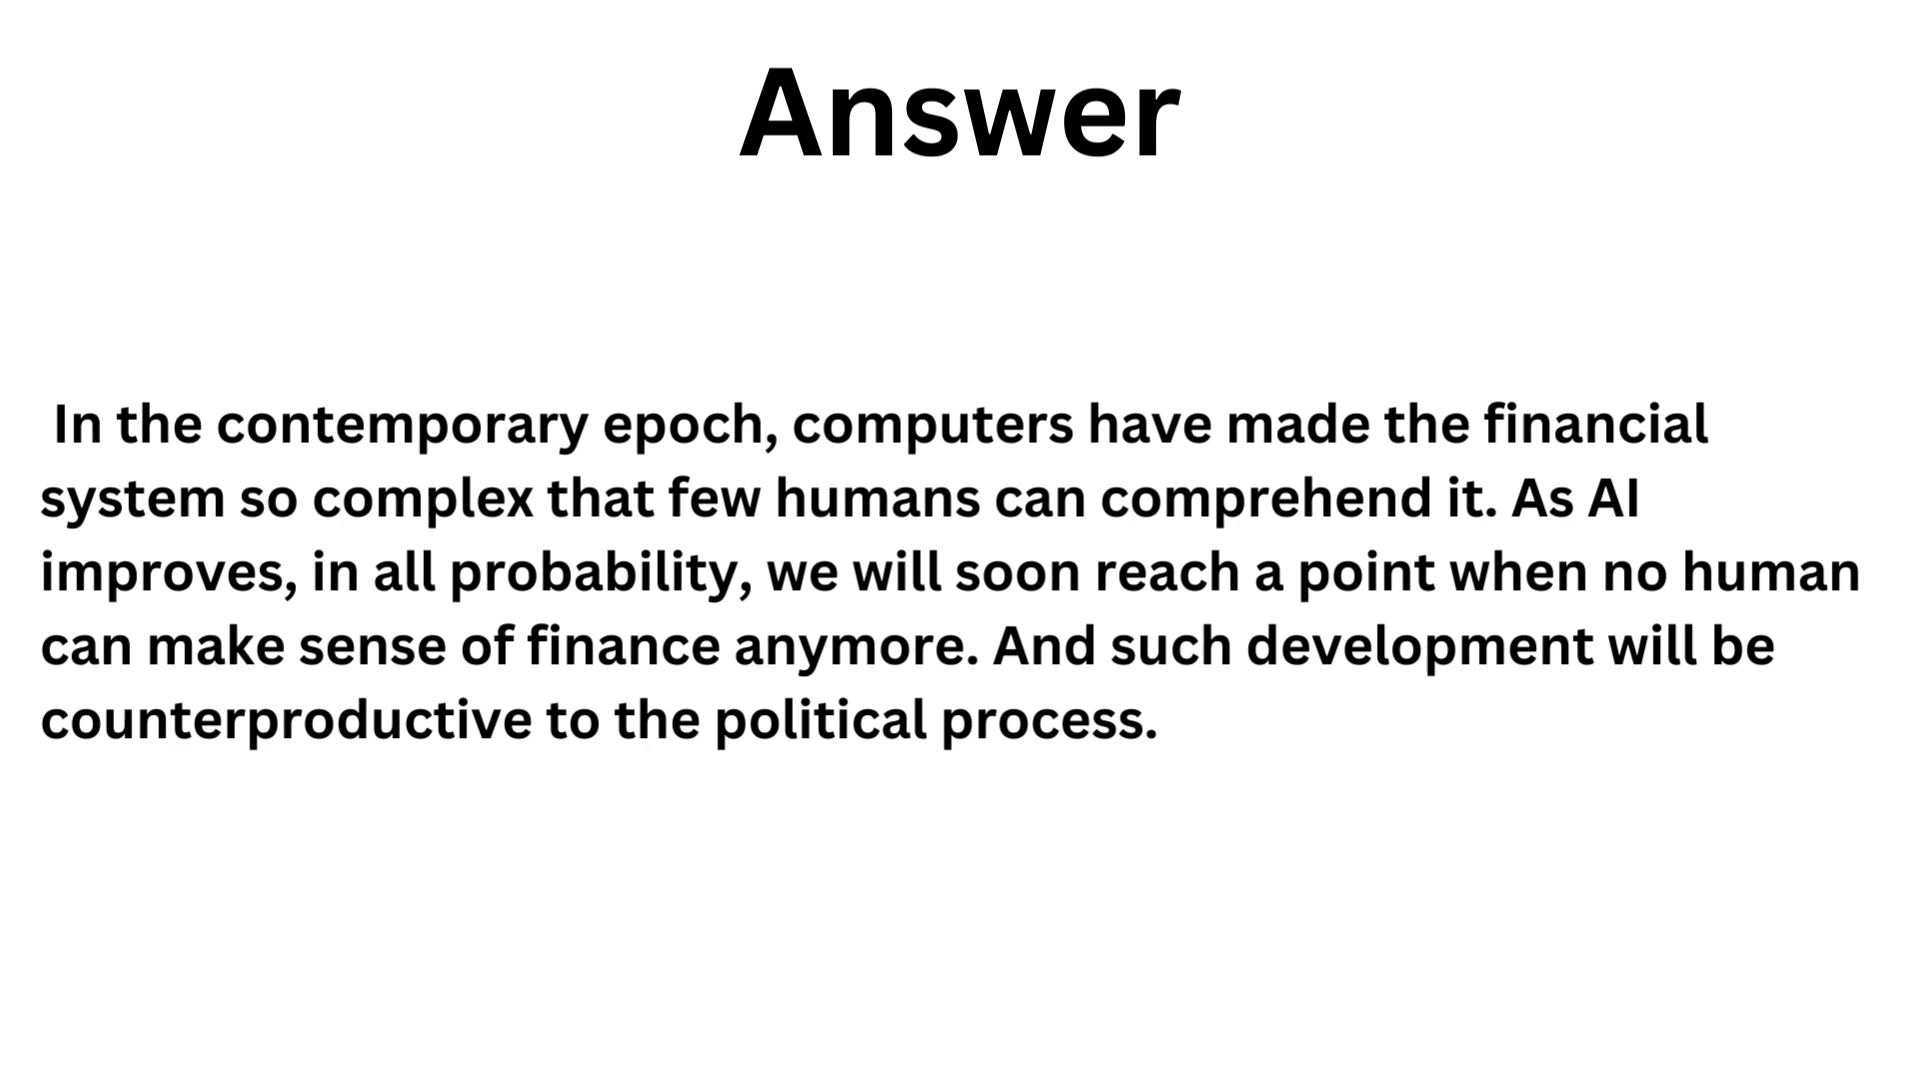 Answer
In the contemporary epoch, computers have made the financial
system so complex that few humans can comprehend it. As AI
improves, in all probability, we will soon reach a point when no human
can make sense of finance anymore. And such development will be
counterproductive to the political process.